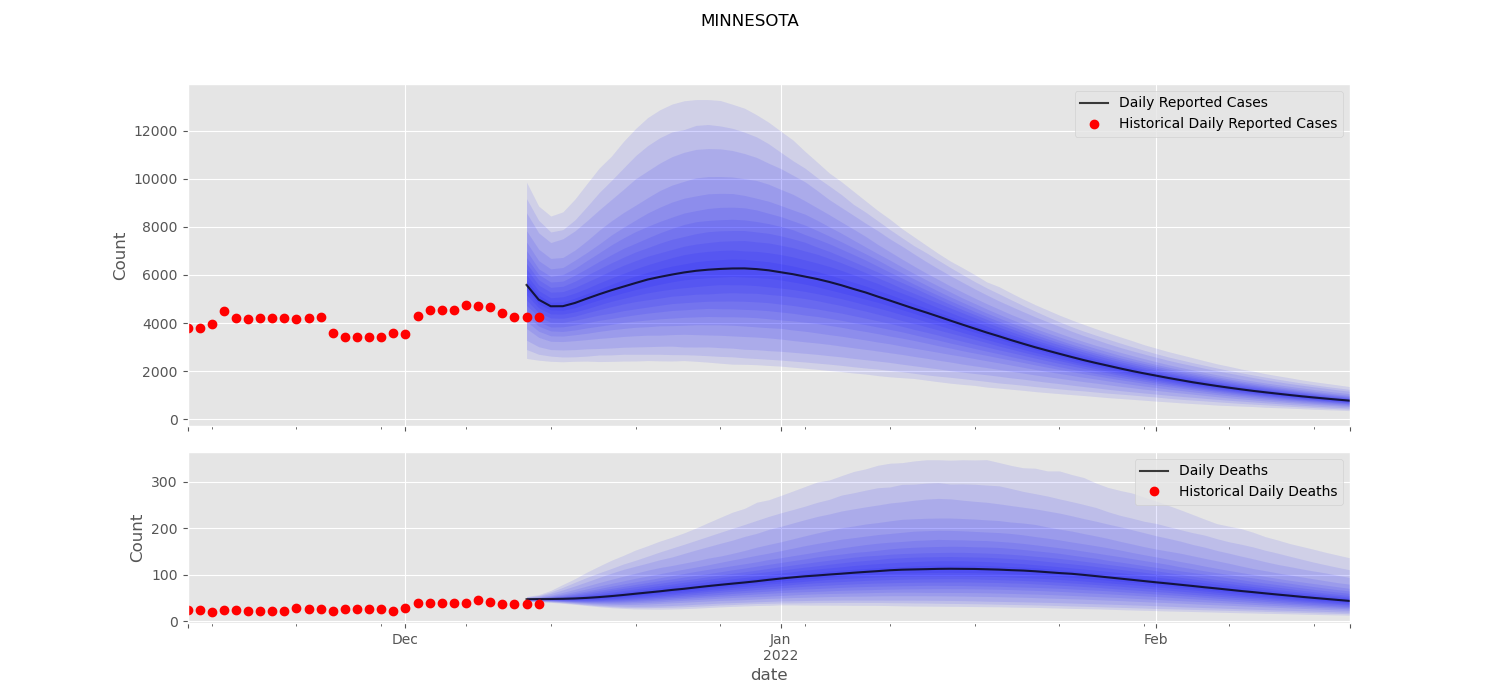 MINNESOTA
Count
12000
10000
8000
6000
4000
2000
0
Daily Reported Cases
Historical Daily Reported Cases
Count
300
200
100
0
Daily Deaths
Historical Daily Deaths
Dec
Jan
2022
Feb
date